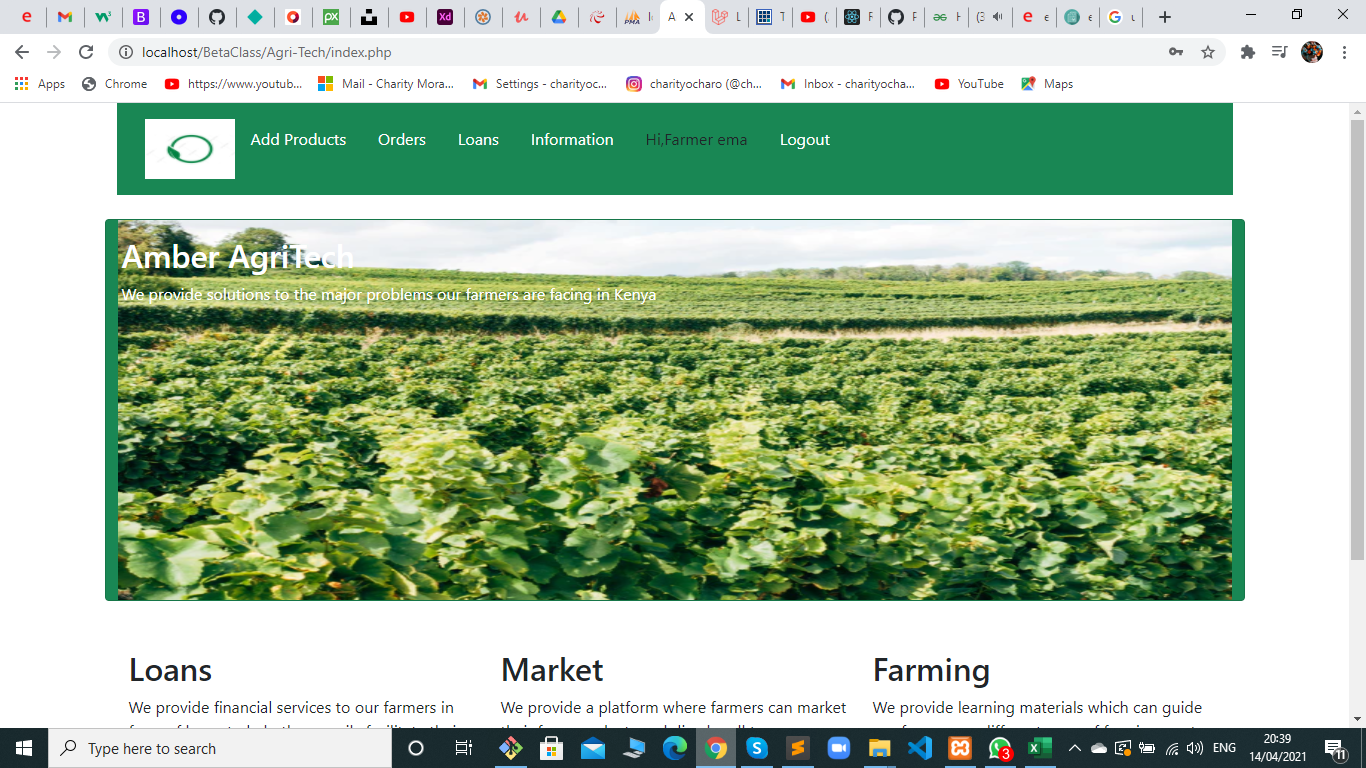 localhost/BetaClass/Agri-Tech/index.php
Apps
Chrome
https://www.youtub...
Mail - Charity Mora...
Settings - charityoc...
charityocharo (@ch...
Inbox - charityocha...
YouTube
Maps
Add Products
Orders
Loans
Information
Hi,Farmer ema
Logout
Amber AgriTech
We provide solutions to the major problems our farmers are facing in Kenya
Loans
We provide financial services to our farmers in
Market
We provide a platform where farmers can market
Farming
We provide learning materials which can guide
Type here to search
3
ENG
20:39
14/04/2021
11